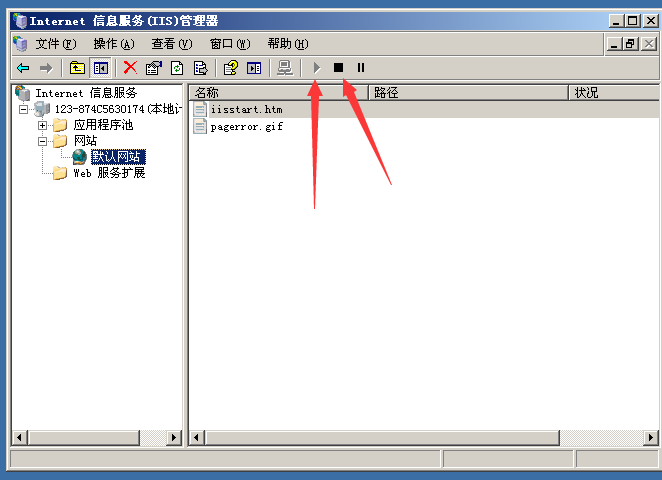 Internet 信息服务(IIS)管理器
文件(F) 操作(A) 查看(V) 窗口(W) 帮助(H)
Internet 信息服务
123-874C5630174(本地计
应用程序池
网站
默认网站
Web 服务扩展
名称 路径 状况
iisstart.htm
pagerror.gif